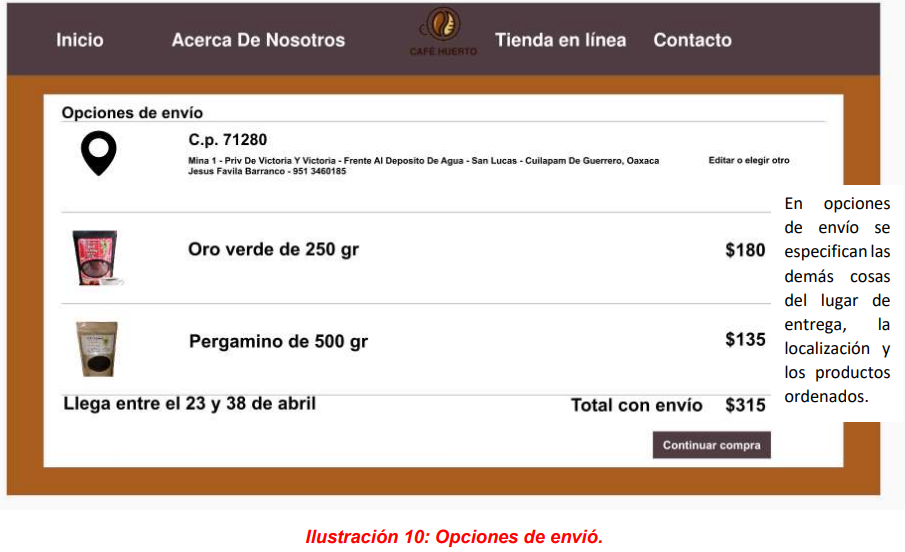 Inicio
Acerca De Nosotros
CAFÉ HUERTO
Tienda en línea
Contacto
Opciones de envío
C.p. 71280
Mina 1 - Priv De Victoria Y Victoria - Frente Al Deposito De Agua - San Lucas - Cuilapam De Guerrero, Oaxaca
Jesus Favila Barranco - 951 3460185
Editar o elegir otro
Oro verde de 250 gr
$180
Pergamino de 500 gr
$135
Llega entre el 23 y 38 de abril
Total con envío $315
Continuar compra
En opciones
de envío se
especifican las
demás cosas
del lugar de
entrega, la
localización y
los productos
ordenados.
Ilustración 10: Opciones de envió.